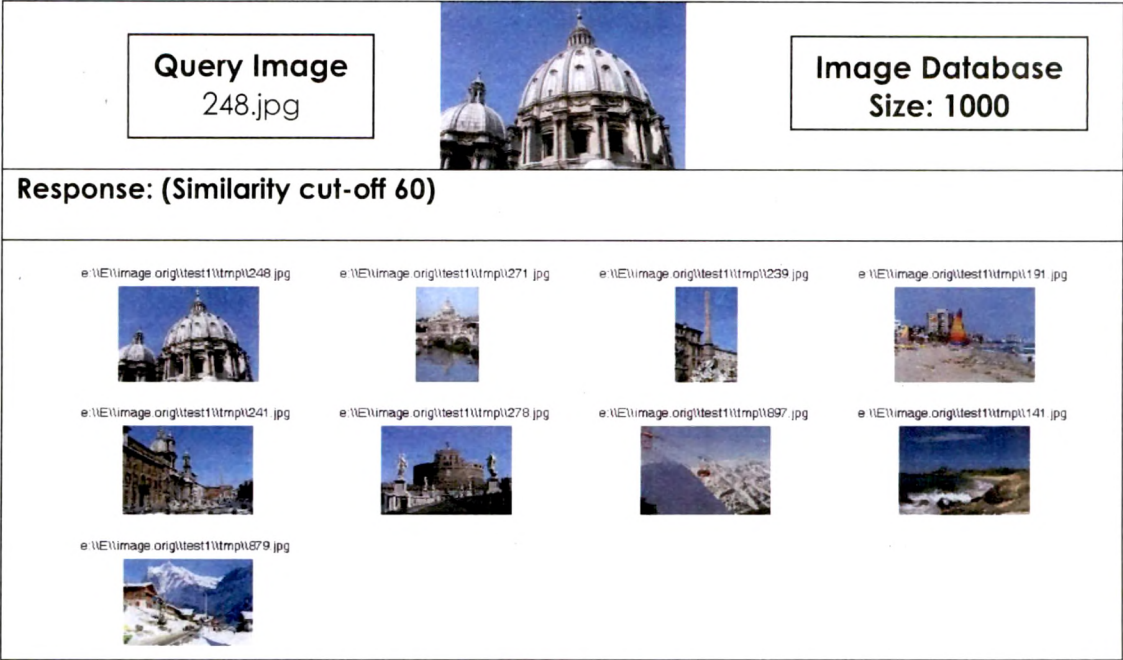 Query Image
248.jpg
Image Database
Size: 1000
Response: (Similarity cut-off 60)
e:\\E\\image.orig\\test1\\tmp\\248.jpg
e:\\E\\image.orig\\test1\\tmp\\271.jpg
e:\\E\\image.orig\\test1\\tmp\\239.jpg
e:\\E\\image.orig\\test1\\tmp\\191.jpg
e:\\E\\image.orig\\test1\\tmp\\241.jpg
e:\\E\\image.orig\\test1\\tmp\\278.jpg
e:\\E\\image.orig\\test1\\tmp\\897.jpg
e:\\E\\image.orig\\test1\\tmp\\141.jpg
e:\\E\\image.orig\\test1\\tmp\\879.jpg